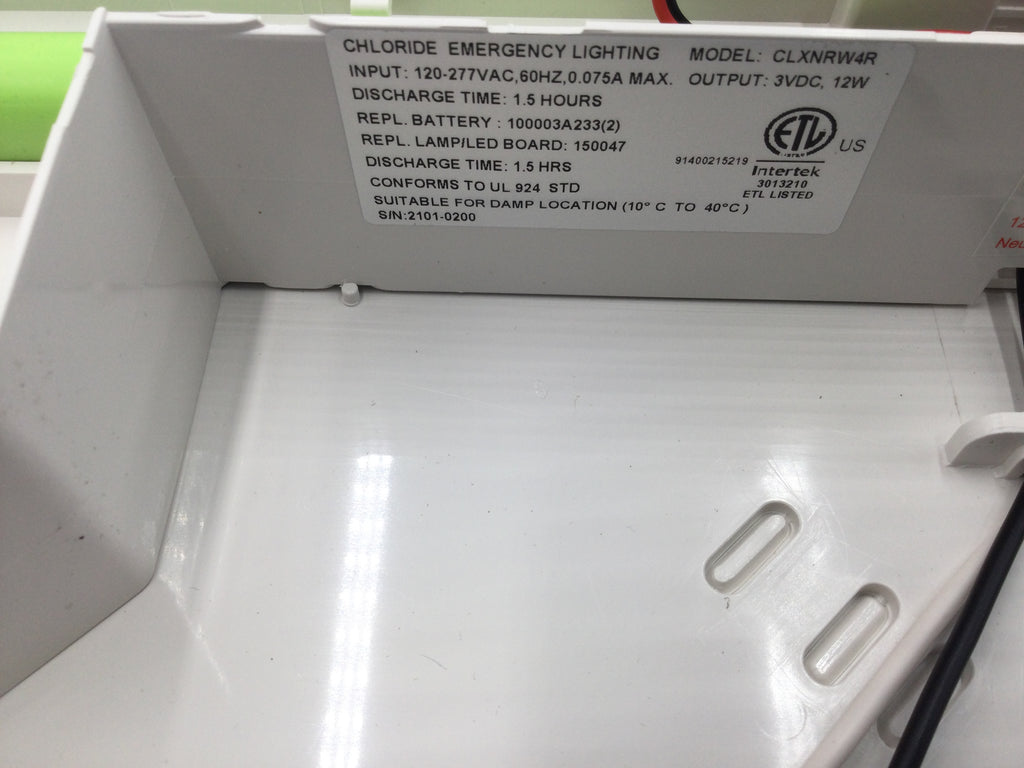 CHLORIDE EMERGENCY LIGHTING MODEL: CLXNRW4R
INPUT: 120-277VAC,60HZ,0.075A MAX. OUTPUT: 3VDC, 12W
DISCHARGE TIME: 1.5 HOURS
REPL. BATTERY : 100003A233(2)
REPL. LAMP/LED BOARD: 150047
DISCHARGE TIME: 1.5 HRS
CONFORMS TO UL 924 STD
SUITABLE FOR DAMP LOCATION (10° C TO 40°C )
S/N:2101-0200
ETL US
91400215219
Intertek
3013210
ETL LISTED